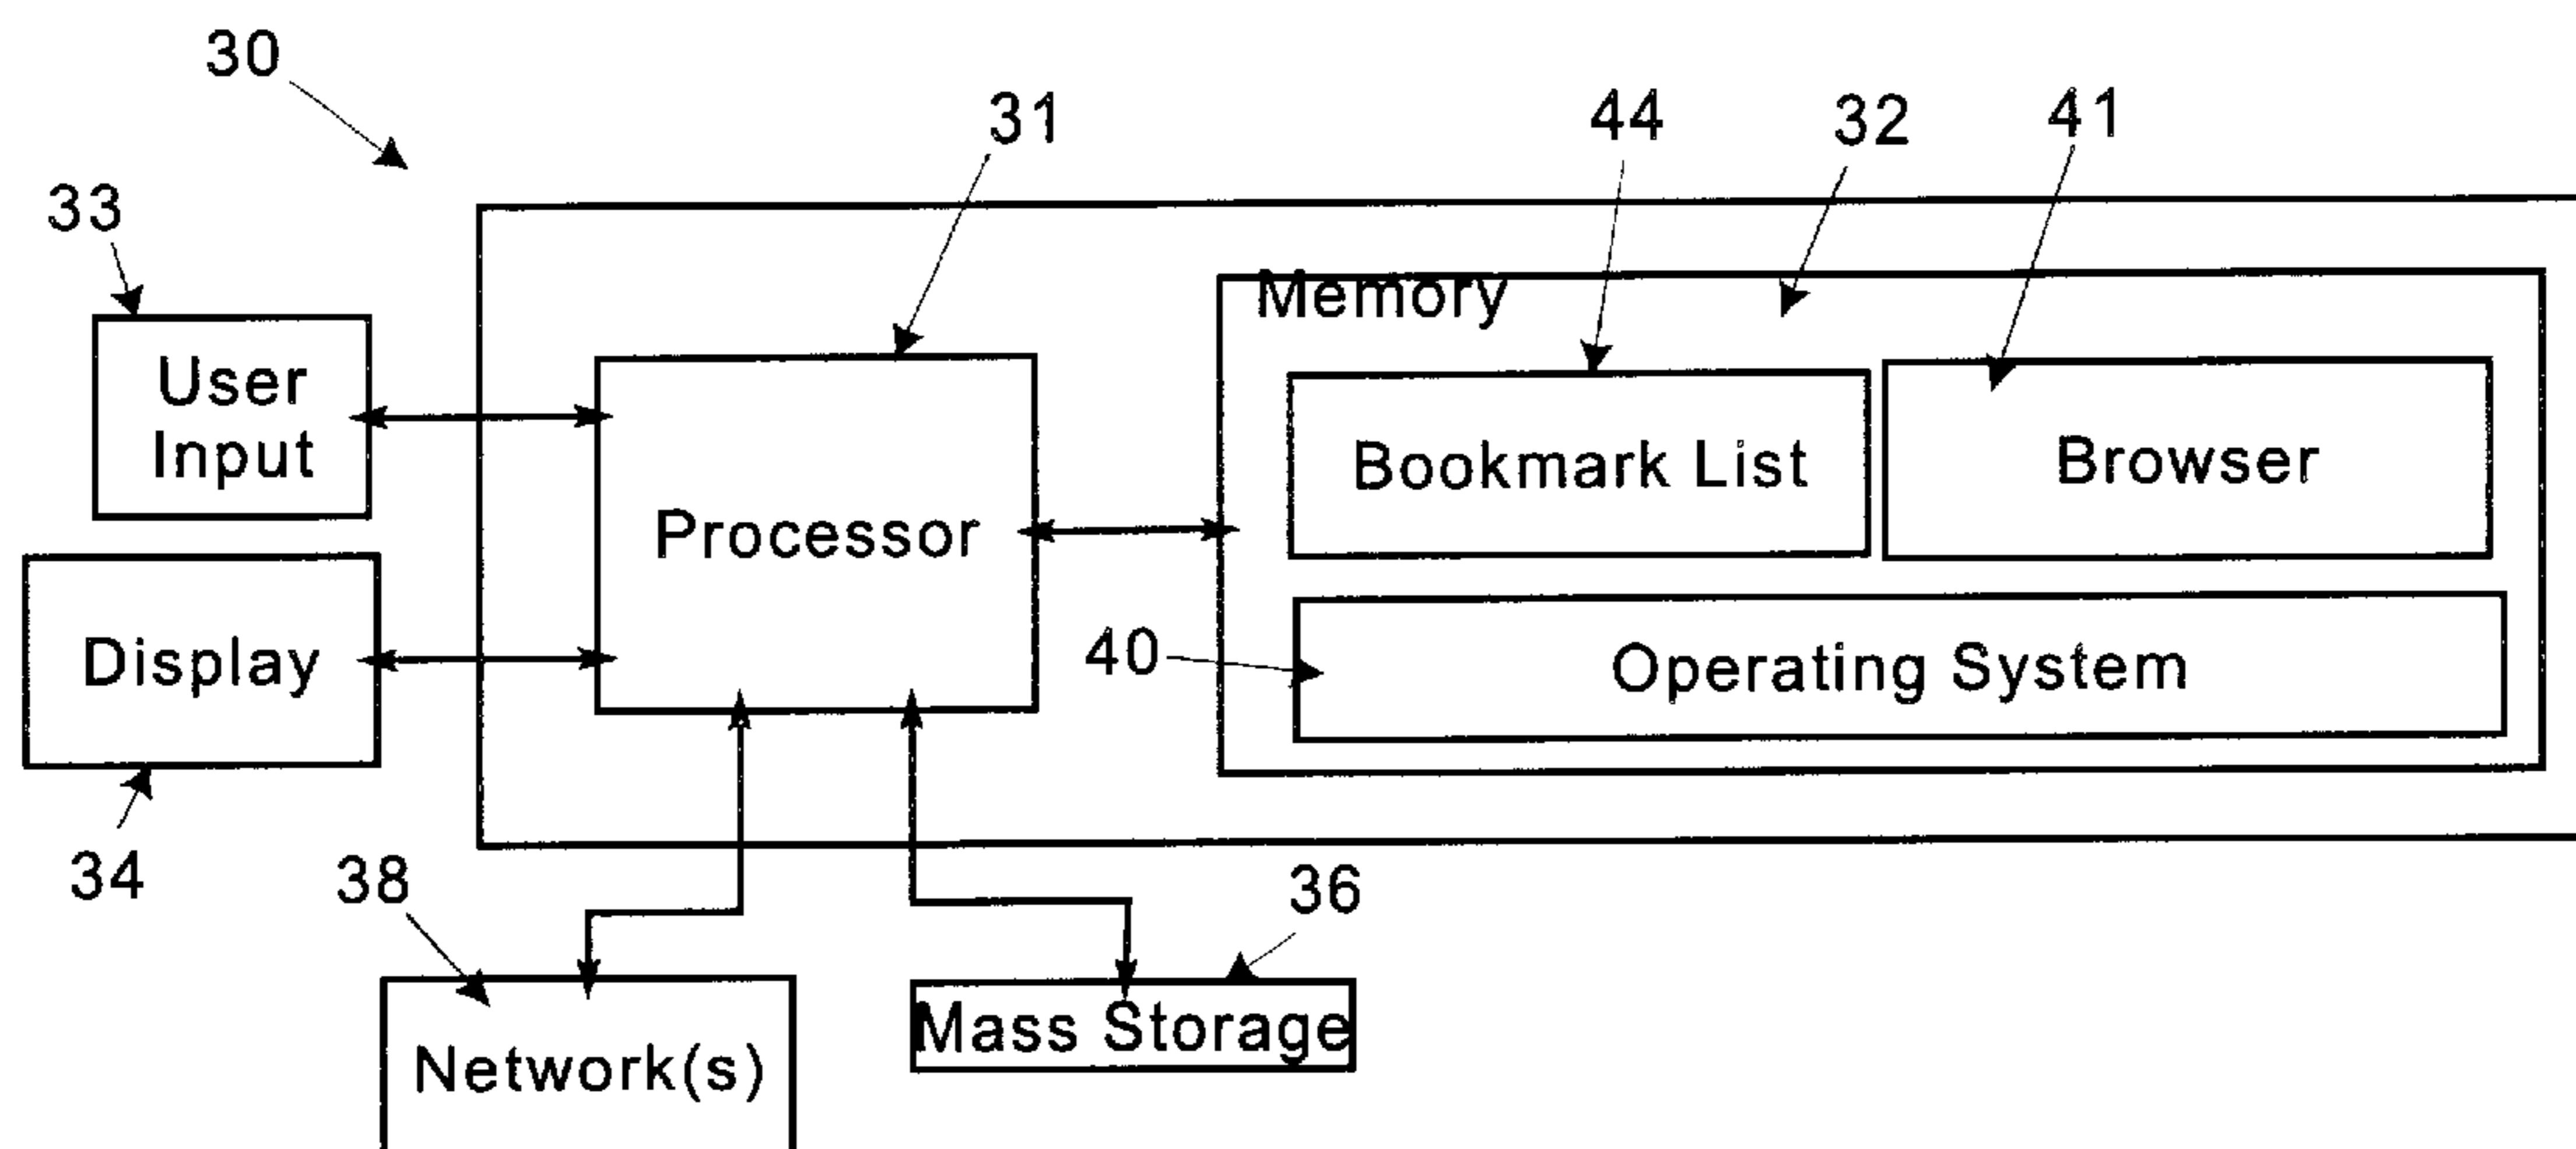 30
31
44
32
41
33
Memory
User
Input
Bookmark List
Browser
Processor
40
Operating System
Display
34
38
36
Mass Storage
Network(s)